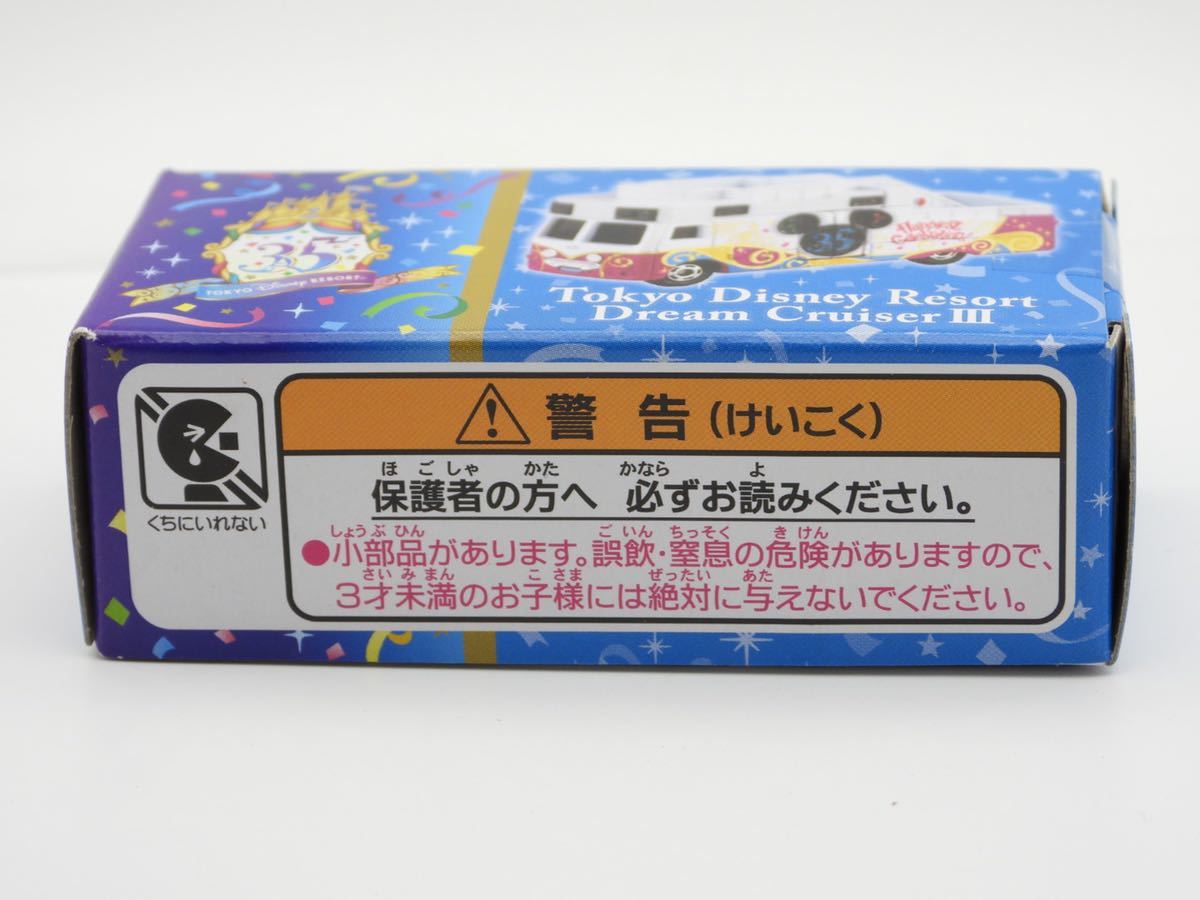 35
TOKYO Disney RESORT
35
Tokyo Disney Resort
Dream Cruiser III
警告(けいこく)
くちにいれない
ほごしゃ かた かなら よ
保護者の方へ 必ずお読みください。
しょうぶひん ごいん ちっそく きけん
●小部品があります。誤飲・窒息の危険がありますので、
さいみまん こさま ぜったい あた
3才未満のお子様には絶対に与えないでください。